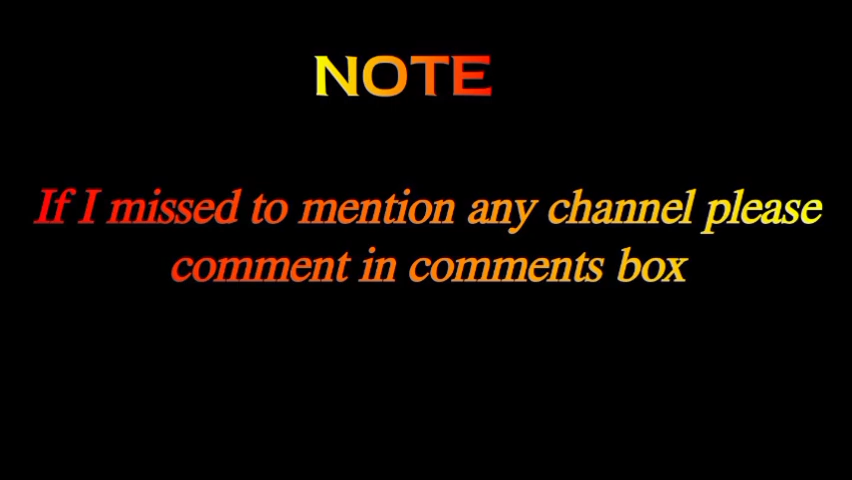 NOTE
If I missed to mention any channel please
comment in comments box